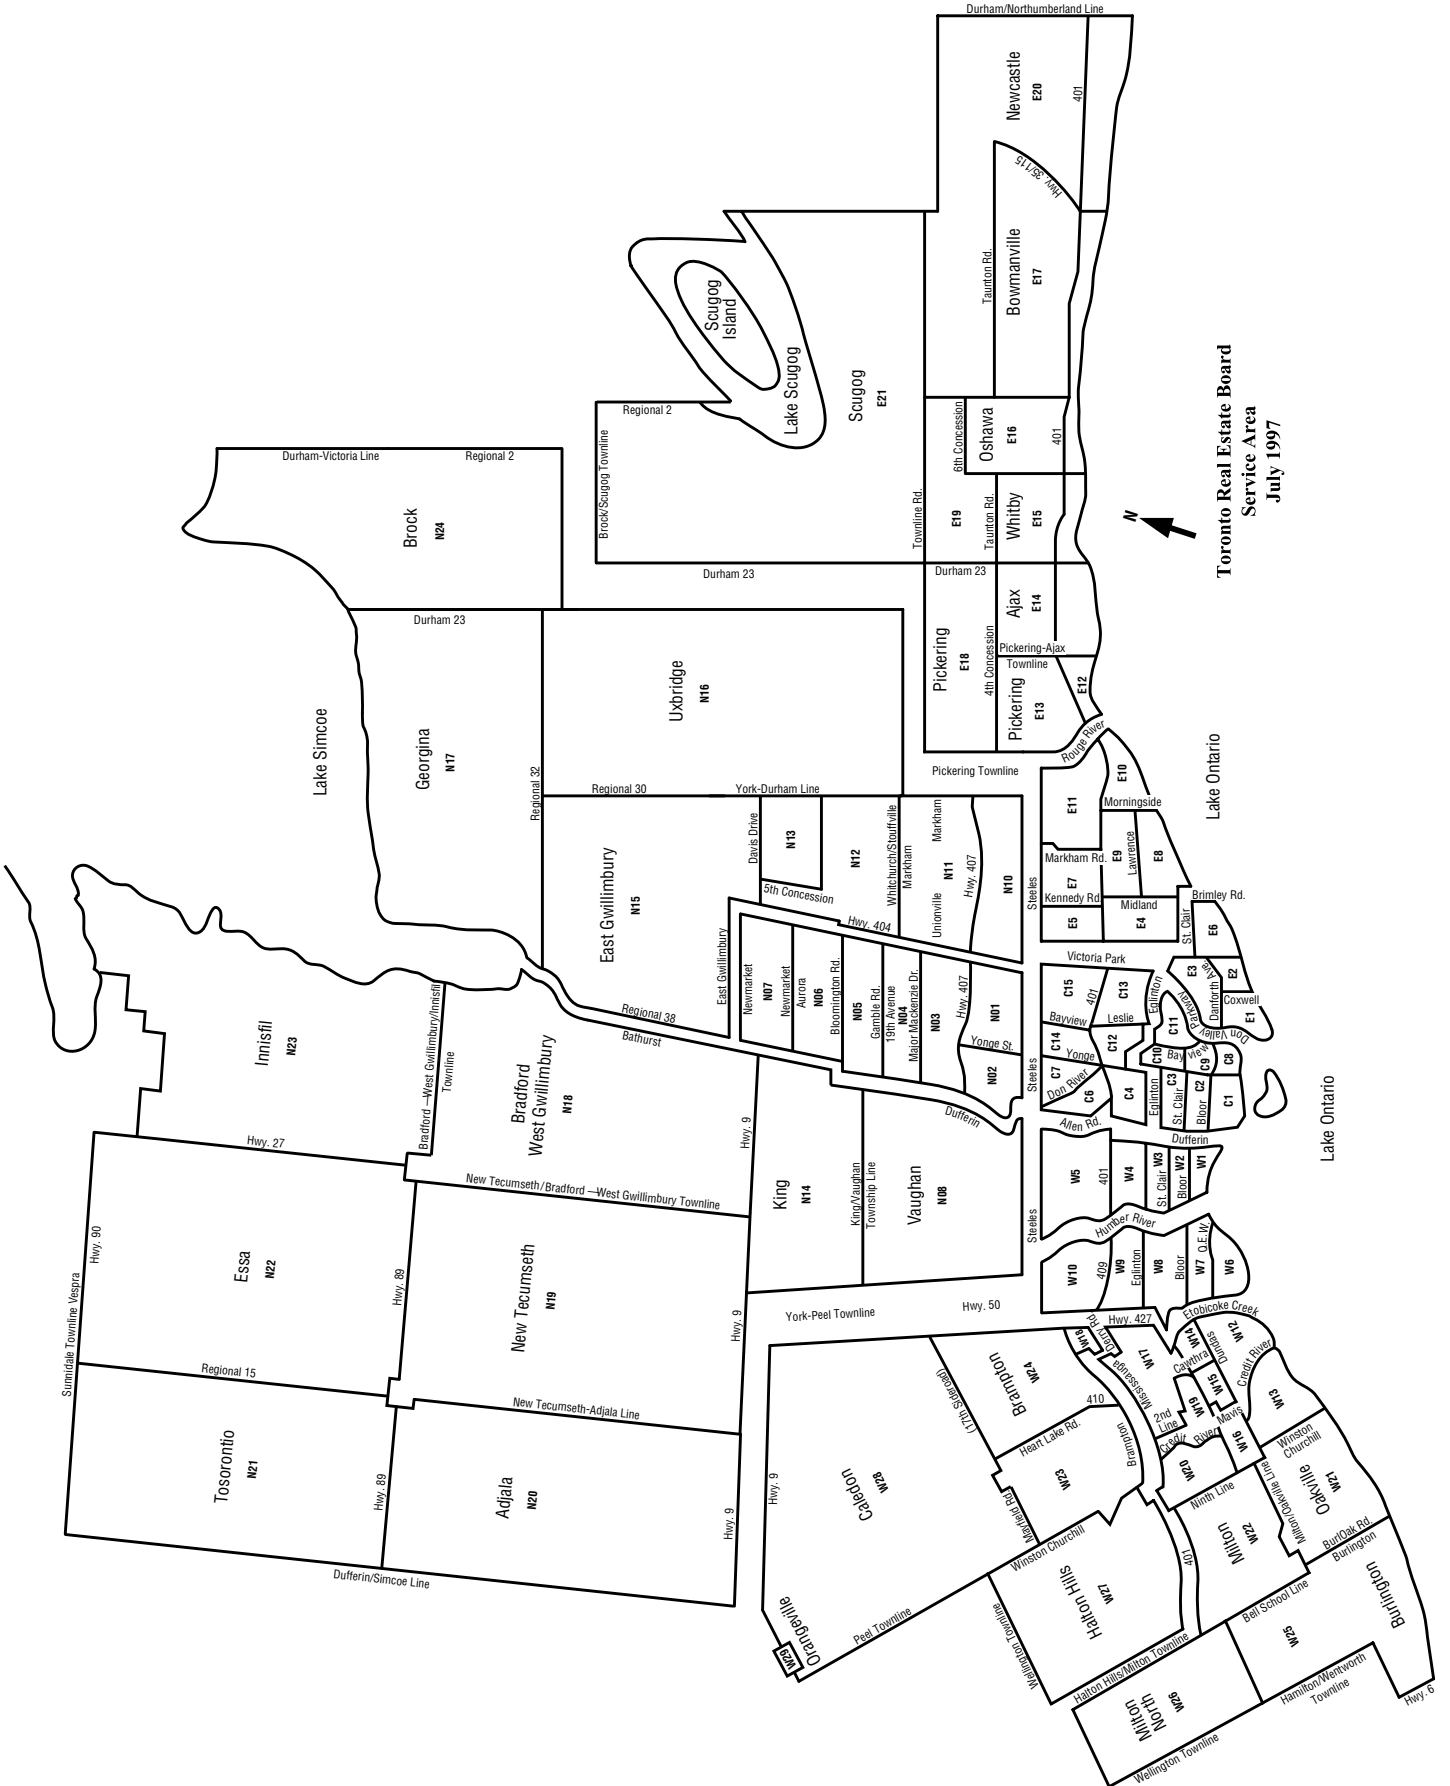 Toronto Real Estate Board
Service Area
July 1997
N
Sunnidale Townline Vespra
Hwy. 90
Tosorontio
N21
Regional 15
Essa
N22
Hwy. 27
Innisfil
N23
Hwy. 89
Hwy. 89
Dufferin/Simcoe Line
Adjala
N20
New Tecumseth-Adjala Line
New Tecumseth
N19
New Tecumseth/Bradford —West Gwillimbury Townline
Bradford —West Gwillimbury/Innisfil
Townline
Bradford
West Gwillimbury
N18
Hwy. 9
Hwy. 9
Hwy. 9
Hwy. 9
Lake Simcoe
Georgina
N17
Durham 23
Brock
N24
Durham-Victoria Line
Regional 2
Regional 32
Regional 30
York-Durham Line
Uxbridge
N16
East Gwillimbury
N15
Regional 38
Bathurst
East Gwillimbury
Newmarket
N07
Newmarket
Aurora
N06
Bloomington Rd.
N05
Gamble Rd.
19th Avenue
N04
Major Mackenzie Dr.
N03
Hwy. 407
N01
Yonge St.
N02
Davis Drive
N13
5th Concession
N12
Whitchurch/Stouffville
Markham
Hwy. 404
Unionville
N11
Markham
Hwy. 407
N10
King
N14
King/Vaughan
Township Line
Vaughan
N08
Dufferin
York-Peel Townline
Hwy. 50
Brock/Scugog Townline
Regional 2
Scugog
Island
Lake Scugog
Scugog
E21
Durham 23
Townline Rd.
Durham/Northumberland Line
Newcastle
E20
401
Hwy. 35/115
Taunton Rd.
Bowmanville
E17
6th Concession
Oshawa
E16
401
E19
Taunton Rd.
Whitby
E15
Durham 23
Ajax
E14
Pickering
E18
4th Concession
Pickering-Ajax
Townline
Pickering
E13
E12
Rouge River
Pickering Townline
Steeles
E11
E10
Morningside
Markham Rd.
E9
Lawrence
E8
E7
Kennedy Rd.
Midland
E5
E4
St. Clair
Brimley Rd.
E6
Victoria Park
E3
Danforth Ave.
E2
Coxwell
E1
Don Valley Parkway
Lake Ontario
Lake Ontario
C15
401
C13
Eglinton
Bayview
Leslie
C11
C14
Yonge
C12
C10
Bayview
C9
C8
Steeles
C7
Don River
C6
C4
Eglinton
C3
St. Clair
C2
Bloor
C1
Allen Rd.
Dufferin
W5
401
W4
W3
St. Clair
W2
Bloor
W1
Steeles
Humber River
W10
409
W9
Eglinton
W8
Bloor
W7
Q.E.W.
W6
Hwy. 427
Etobicoke Creek
W18
Derry Rd
W17
Mississauga
W14
Cawthra
Dundas
W12
W15
W19
2nd
Line
Mavis
Credit River
Credit River
W13
W16
W20
Ninth Line
Winston
Churchill
Oakville
W21
Milton/Oakville Line
Milton
W22
BurlOak Rd.
Burlington
Bell School Line
W25
Burlington
Hamilton/Wentworth
Townline
Hwy. 6
Milton
North
W26
Wellington Townline
Halton Hills/Milton Townline
401
Halton Hills
W27
Wellington Townline
Winston Churchill
Mayfield Rd.
W23
Heart Lake Rd.
410
Brampton
Brampton
W24
(17th Sideroad)
Caledon
W28
Peel Townline
Orangeville
W29